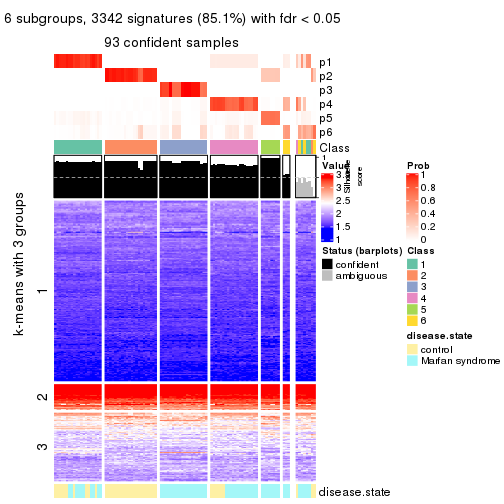 6 subgroups, 3342 signatures (85.1%) with fdr < 0.05
93 confident samples
p1
p2
p3
p4
p5
p6
Class
1
Silhouette
score
k-means with 3 groups
1
2
3
disease.state
Value
3
2.5
2
1.5
1
Prob
1
0.8
0.6
0.4
0.2
0
Status (barplots)
confident
ambiguous
Class
1
2
3
4
5
6
disease.state
control
Marfan syndrome